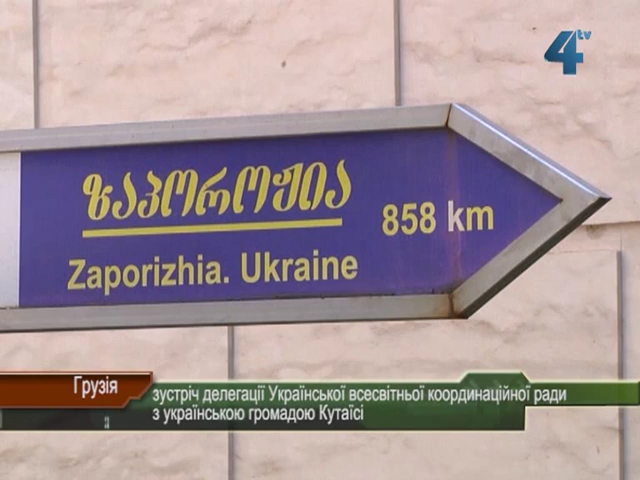 4tv
ზაპოროჟია
858 km
Zaporizhia. Ukraine
Грузія
зустріч делегації Української всесвітньої координаційної ради
з українською громадою Кутаїсі